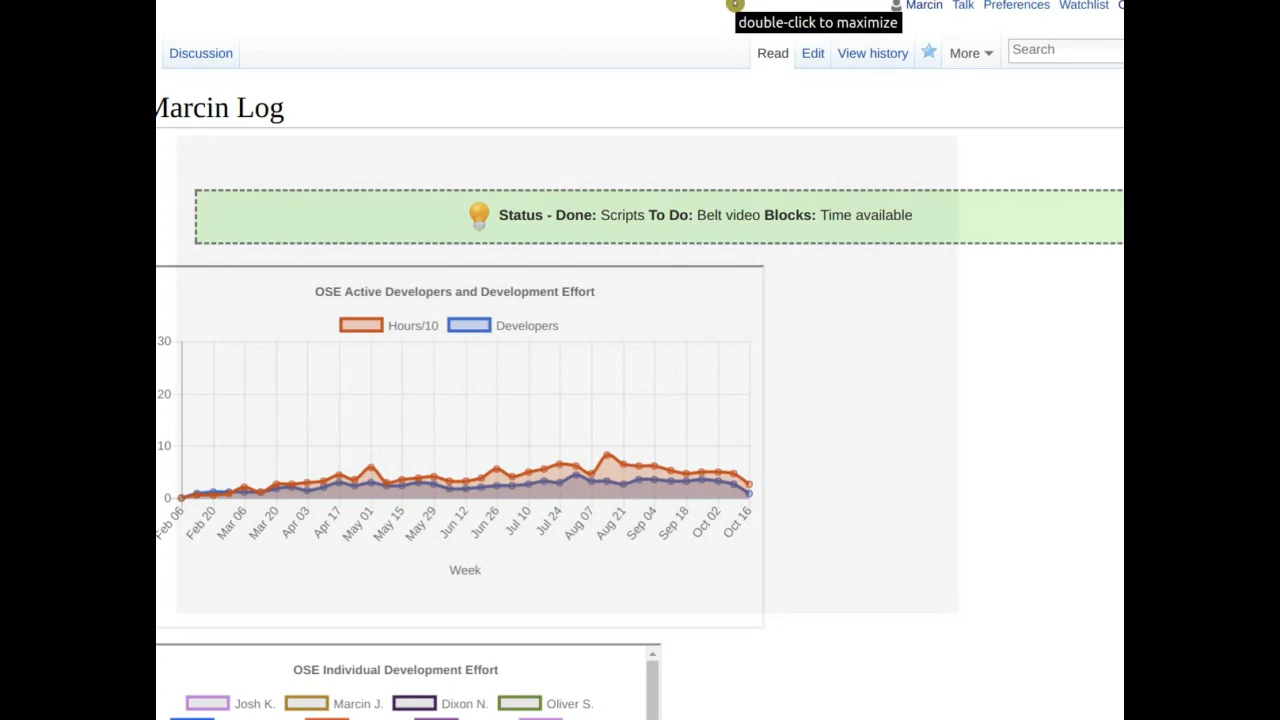 Marcin Talk Preferences Watchlist
double-click to maximize
Discussion Read Edit View history More Search
Marcin Log
Status - Done: Scripts To Do: Belt video Blocks: Time available
OSE Active Developers and Development Effort
Hours/10 Developers
30
20
10
0
Feb 06 Feb 20 Mar 06 Mar 20 Apr 03 Apr 17 May 01 May 15 May 29 Jun 12 Jun 26 Jul 10 Jul 24 Aug 07 Aug 21 Sep 04 Sep 18 Oct 02 Oct 16
Week
OSE Individual Development Effort
Josh K. Marcin J. Dixon N. Oliver S.